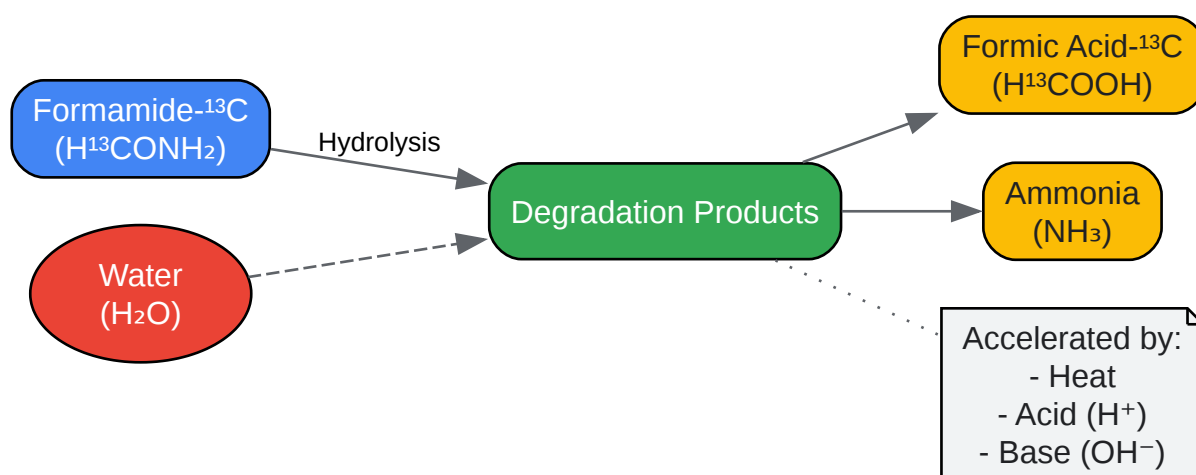 Formamide-¹³C
(H¹³CONH₂)
Hydrolysis
Water
(H₂O)
Degradation Products
Formic Acid-¹³C
(H¹³COOH)
Ammonia
(NH₃)
Accelerated by:
- Heat
- Acid (H⁺)
- Base (OH⁻)